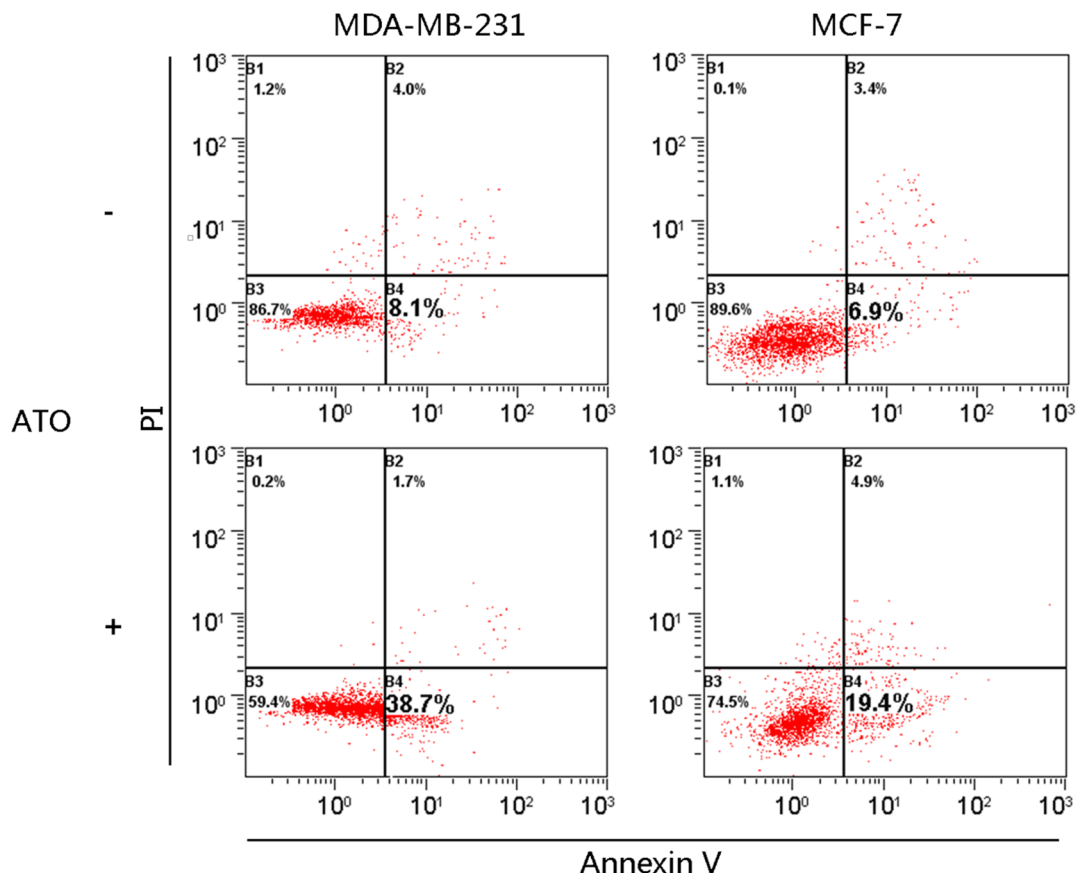 MDA-MB-231 MCF-7
10³ B1 B2 10³ B1 B2
1.2% 4.0% 0.1% 3.4%
10² 10²
-
10¹ 10¹
B3 B4 B3 B4
10⁰ 86.7% 8.1% 10⁰ 89.6% 6.9%
10⁰ 10¹ 10² 10³ 10⁰ 10¹ 10² 10³
ATO PI
10³ B1 B2 10³ B1 B2
0.2% 1.7% 1.1% 4.9%
10² 10²
+
10¹ 10¹
B3 B4 B3 B4
10⁰ 59.4% 38.7% 10⁰ 74.5% 19.4%
10⁰ 10¹ 10² 10³ 10⁰ 10¹ 10² 10³
Annexin V